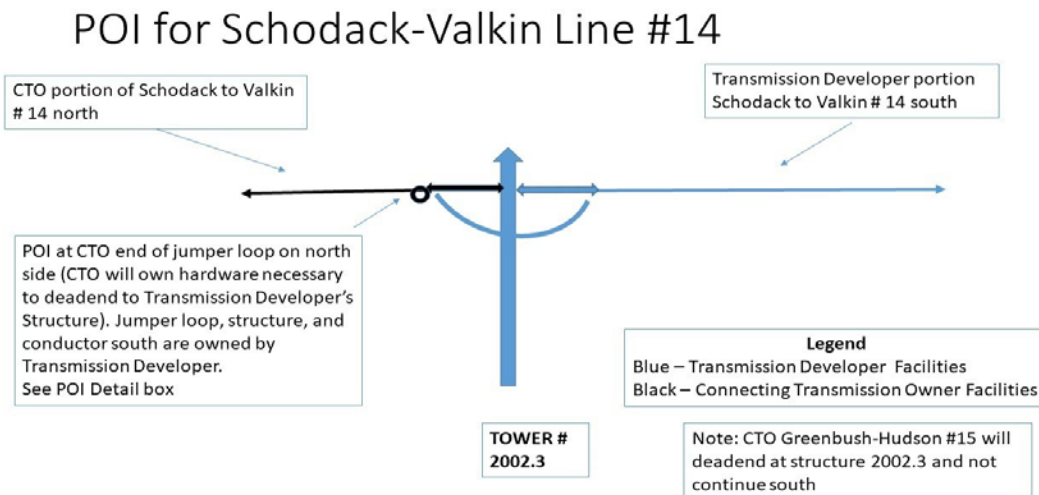 POI for Schodack-Valkin Line #14
CTO portion of Schodack to Valkin
# 14 north
Transmission Developer portion
Schodack to Valkin # 14 south
POI at CTO end of jumper loop on north
side (CTO will own hardware necessary
to deadend to Transmission Developer's
Structure). Jumper loop, structure, and
conductor south are owned by
Transmission Developer.
See POI Detail box
Legend
Blue – Transmission Developer Facilities
Black – Connecting Transmission Owner Facilities
TOWER #
2002.3
Note: CTO Greenbush-Hudson #15 will
deadend at structure 2002.3 and not
continue south